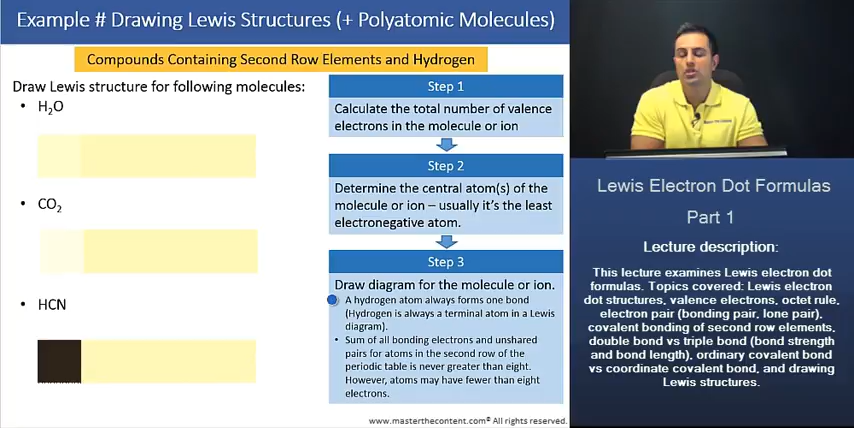 Example # Drawing Lewis Structures (+ Polyatomic Molecules)
Compounds Containing Second Row Elements and Hydrogen
Draw Lewis structure for following molecules:
• H₂O
• CO₂
• HCN
Step 1
Calculate the total number of valence
electrons in the molecule or ion
Step 2
Determine the central atom(s) of the
molecule or ion – usually it's the least
electronegative atom.
Step 3
Draw diagram for the molecule or ion.
A hydrogen atom always forms one bond
(Hydrogen is always a terminal atom in a Lewis
diagram).
• Sum of all bonding electrons and unshared
pairs for atoms in the second row of the
periodic table is never greater than eight.
However, atoms may have fewer than eight
electrons.
www.masterthecontent.com© All rights reserved.
Lewis Electron Dot Formulas
Part 1
Lecture description:
This lecture examines Lewis electron dot
formulas. Topics covered: Lewis electron
dot structures, valence electrons, octet rule,
electron pair (bonding pair, lone pair),
covalent bonding of second row elements,
double bond vs triple bond (bond strength
and bond length), ordinary covalent bond
vs coordinate covalent bond, and drawing
Lewis structures.